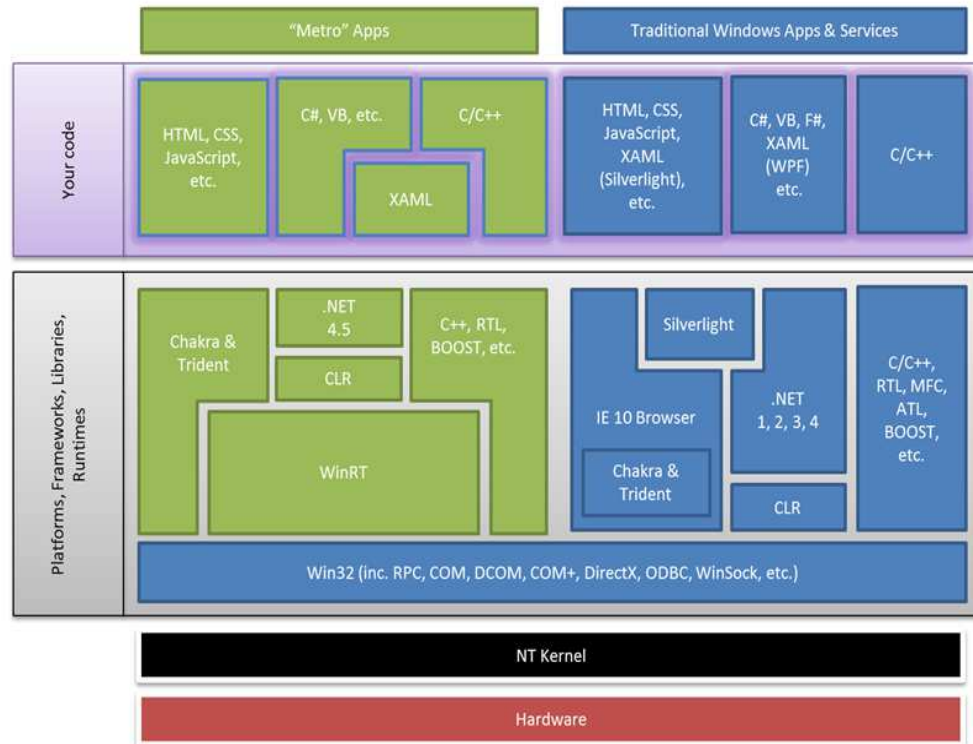 “Metro” Apps
Traditional Windows Apps & Services
Your code
HTML, CSS,
JavaScript,
etc.
C#, VB, etc.
C/C++
XAML
HTML, CSS,
JavaScript,
XAML
(Silverlight),
etc.
C#, VB, F#,
XAML
(WPF)
etc.
C/C++
Platforms, Frameworks, Libraries,
Runtimes
Chakra &
Trident
.NET
4.5
CLR
C++, RTL,
BOOST, etc.
WinRT
Silverlight
IE 10 Browser
Chakra &
Trident
.NET
1, 2, 3, 4
CLR
C/C++,
RTL, MFC,
ATL,
BOOST,
etc.
Win32 (inc. RPC, COM, DCOM, COM+, DirectX, ODBC, WinSock, etc.)
NT Kernel
Hardware